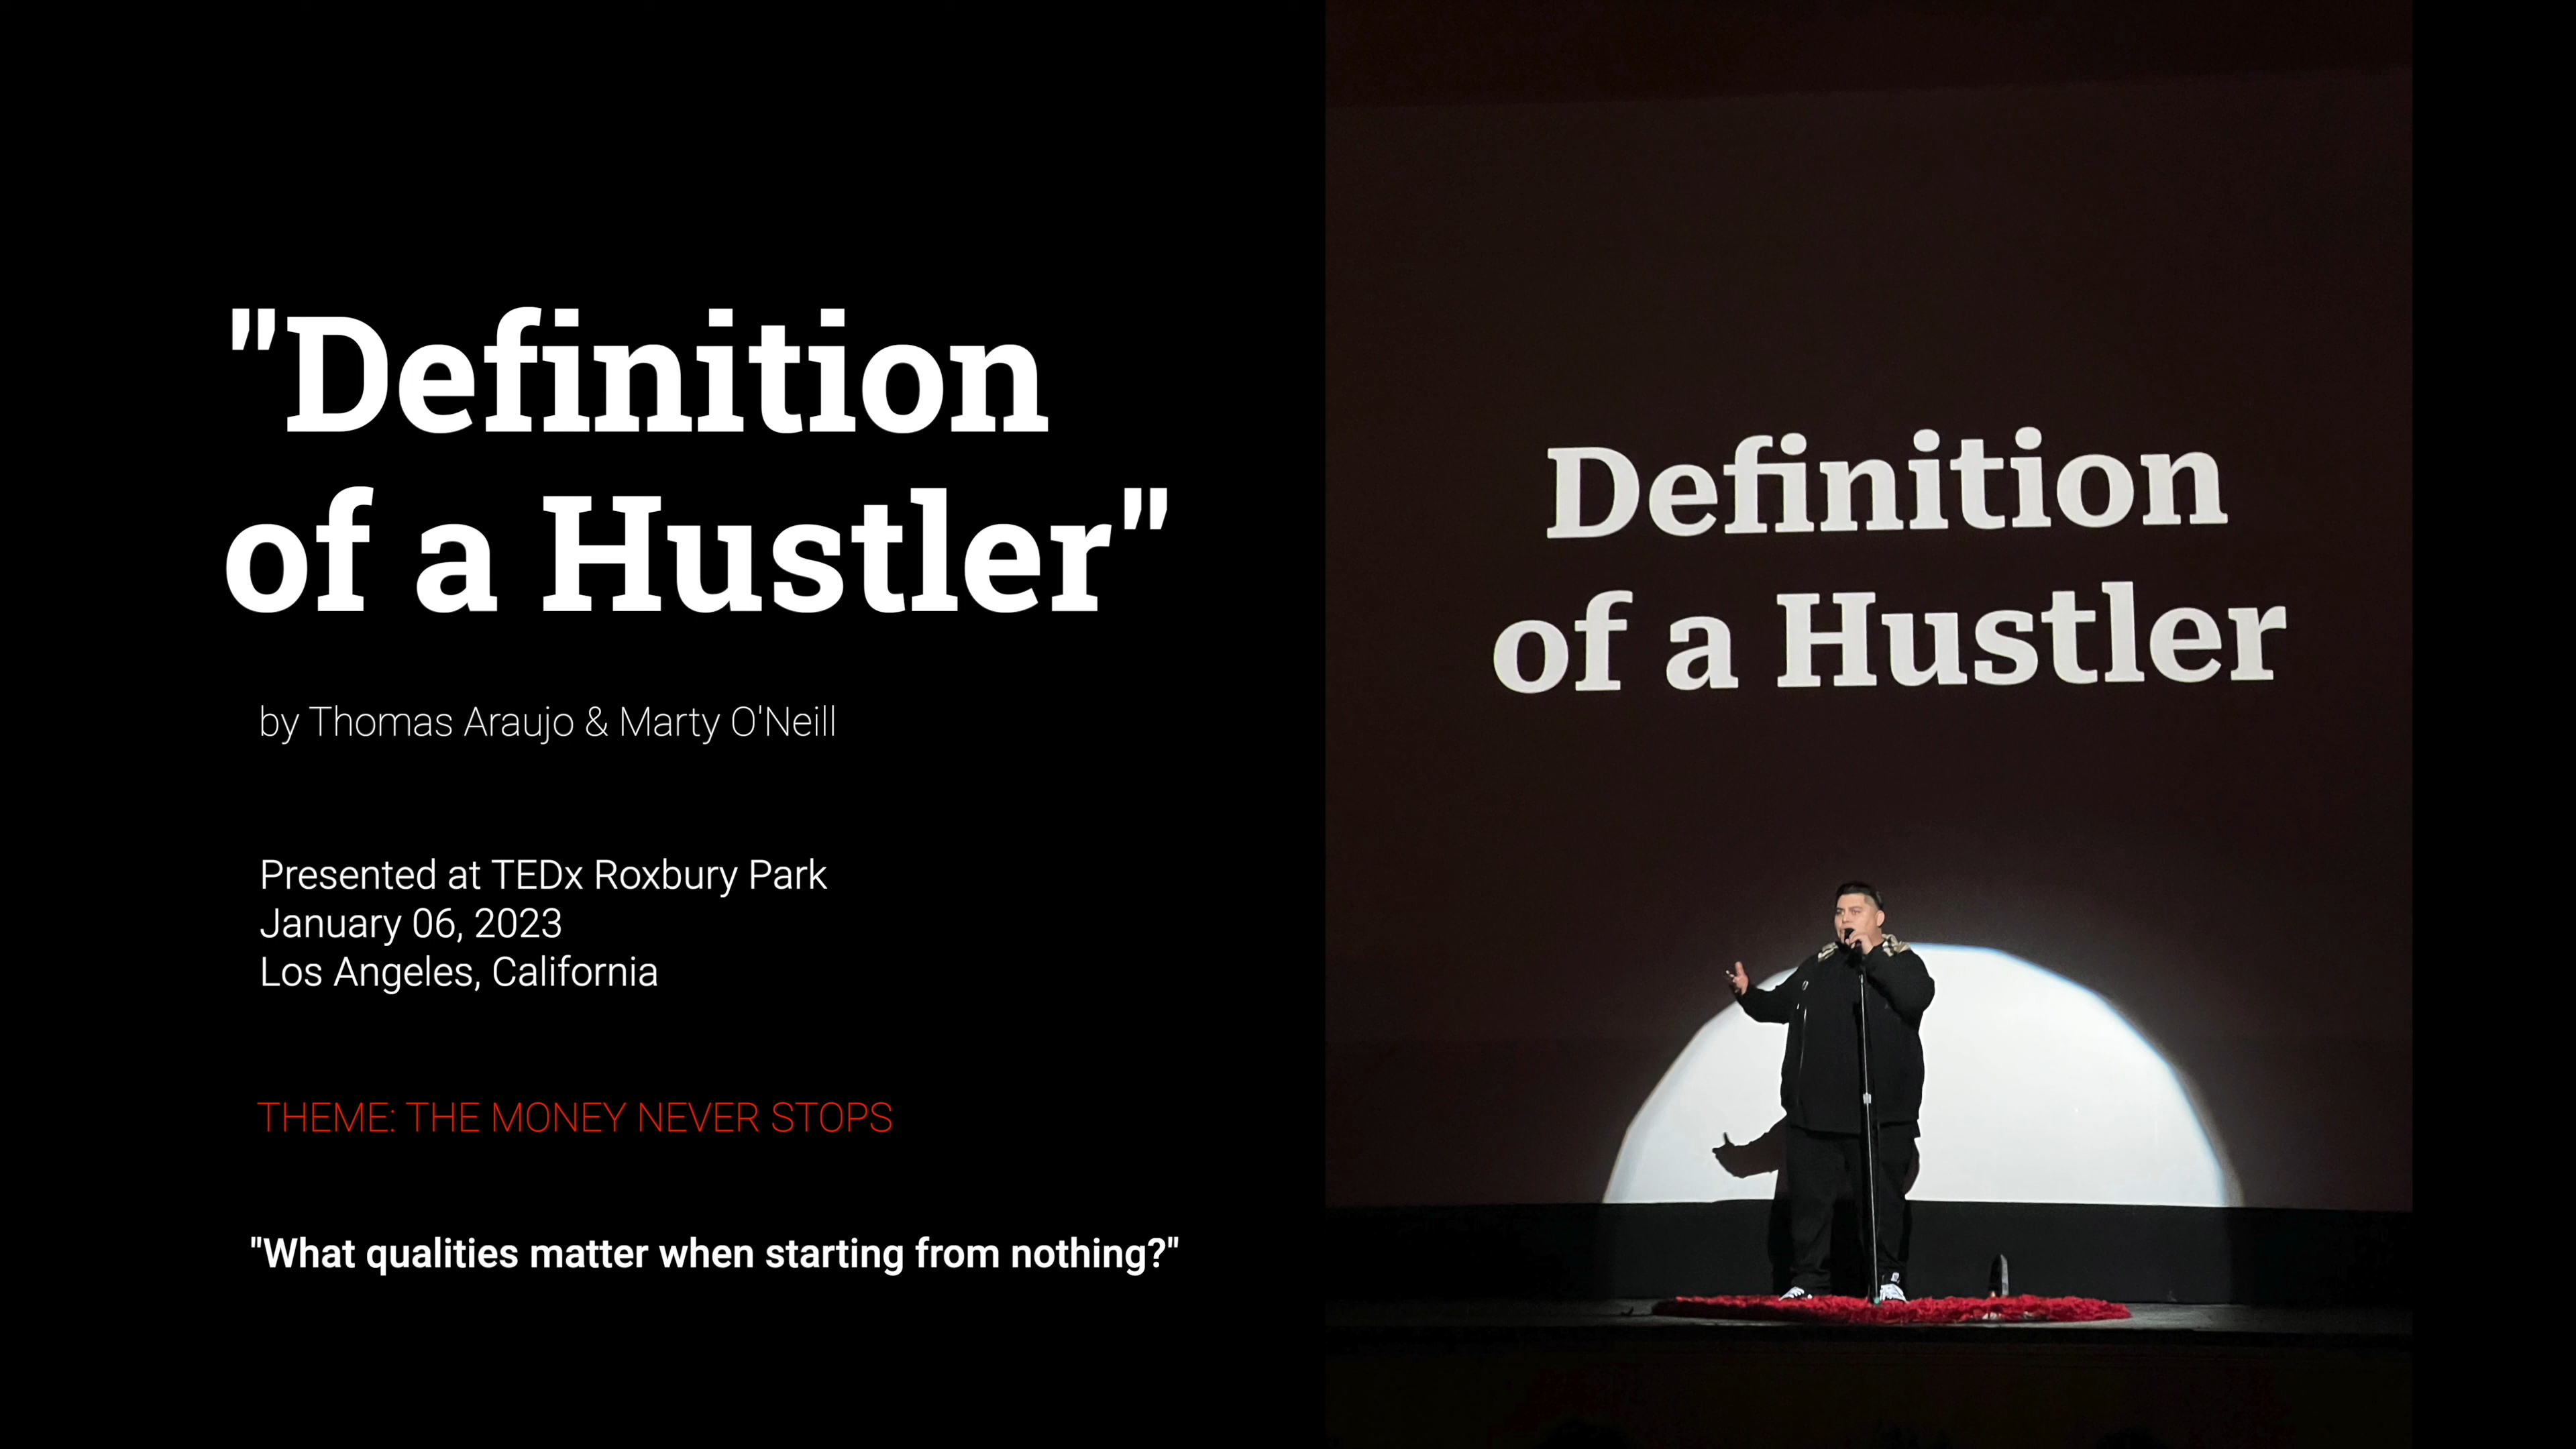 "Definition
of a Hustler"
by Thomas Araujo & Marty O'Neill
Presented at TEDx Roxbury Park
January 06, 2023
Los Angeles, California
THEME: THE MONEY NEVER STOPS
"What qualities matter when starting from nothing?"
Definition
of a Hustler